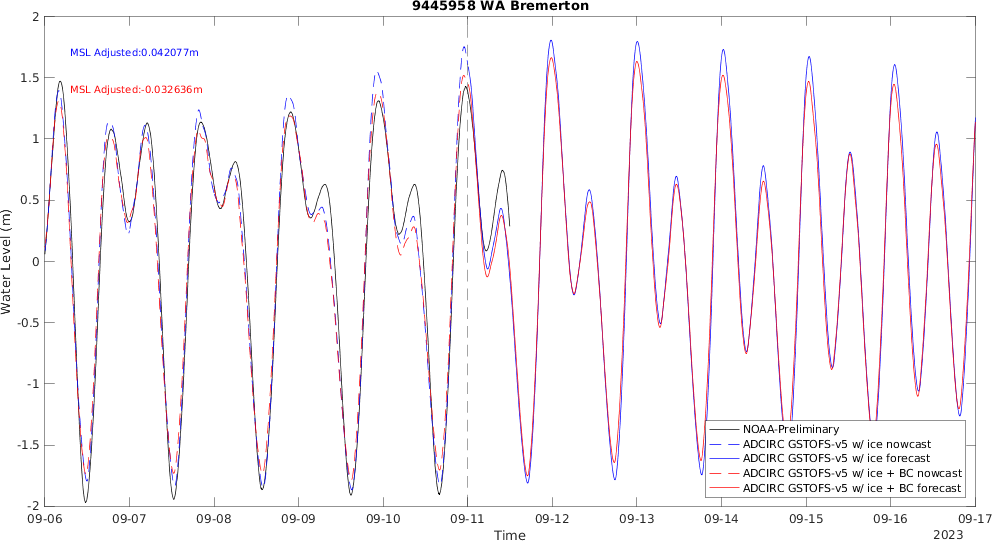 9445958 WA Bremerton
MSL Adjusted:0.042077m
MSL Adjusted:-0.032636m
Water Level (m)
2
1.5
1
0.5
0
-0.5
-1
-1.5
-2
NOAA-Preliminary
ADCIRC GSTOFS-v5 w/ ice nowcast
ADCIRC GSTOFS-v5 w/ ice forecast
ADCIRC GSTOFS-v5 w/ ice + BC nowcast
ADCIRC GSTOFS-v5 w/ ice + BC forecast
09-06 09-07 09-08 09-09 09-10 09-11 09-12 09-13 09-14 09-15 09-16 09-17
Time
2023